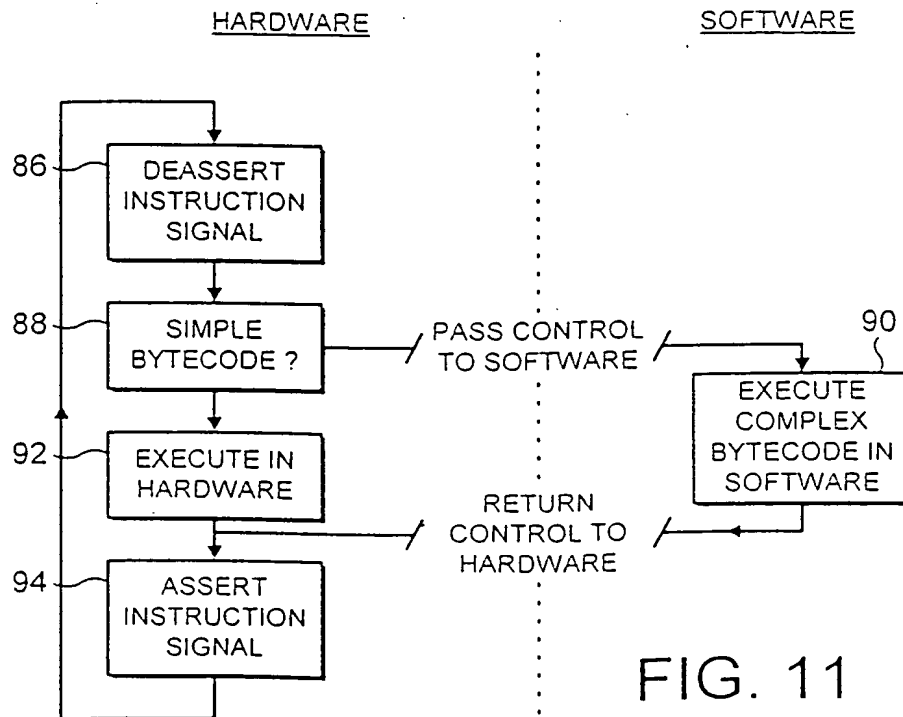 HARDWARE
SOFTWARE
86
DEASSERT
INSTRUCTION
SIGNAL
88
SIMPLE
BYTECODE ?
PASS CONTROL
TO SOFTWARE
90
EXECUTE
COMPLEX
BYTECODE IN
SOFTWARE
92
EXECUTE IN
HARDWARE
RETURN
CONTROL TO
HARDWARE
94
ASSERT
INSTRUCTION
SIGNAL
FIG. 11